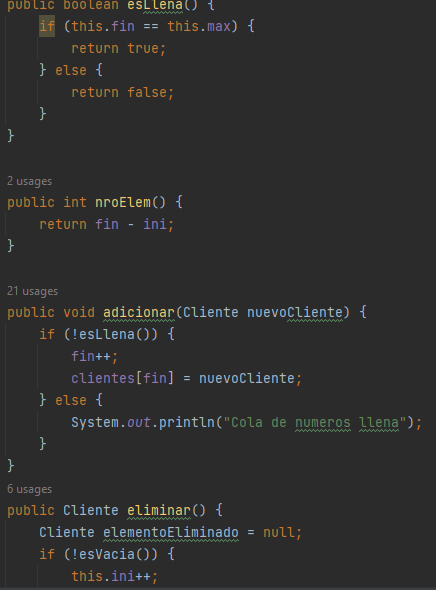 public boolean esLlena() {
if (this.fin == this.max) {
return true;
} else {
return false;
}
}
2 usages
public int nroElem() {
return fin - ini;
}
21 usages
public void adicionar(Cliente nuevoCliente) {
if (!esLlena()) {
fin++;
clientes[fin] = nuevoCliente;
} else {
System.out.println("Cola de numeros llena");
}
}
6 usages
public Cliente eliminar() {
Cliente elementoEliminado = null;
if (!esVacia()) {
this.ini++;